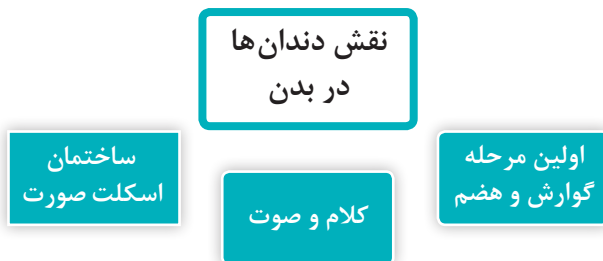 نقش دندان‌ها
در بدن
اولین مرحله
گوارش و هضم
کلام و صوت
ساختمان
اسکلت صورت